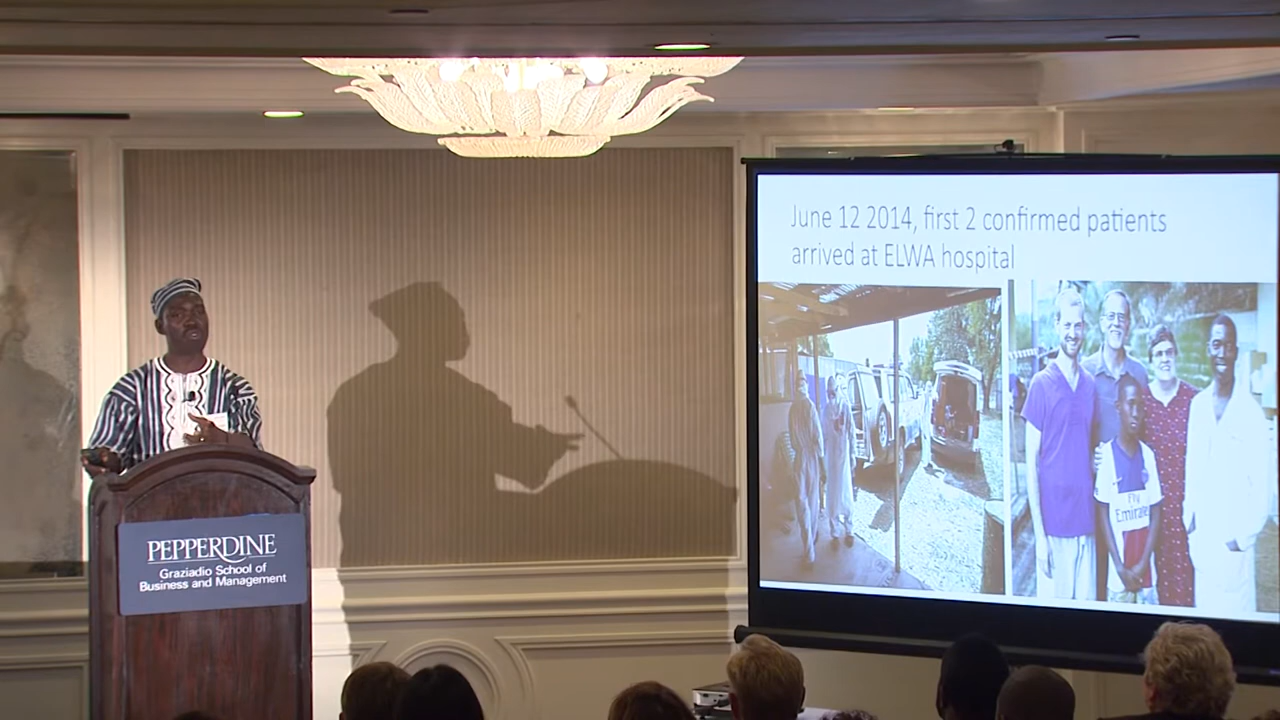 June 12 2014, first 2 confirmed patients
arrived at ELWA hospital
Fly
Emirates
PEPPERDINE
Graziadio School of
Business and Management